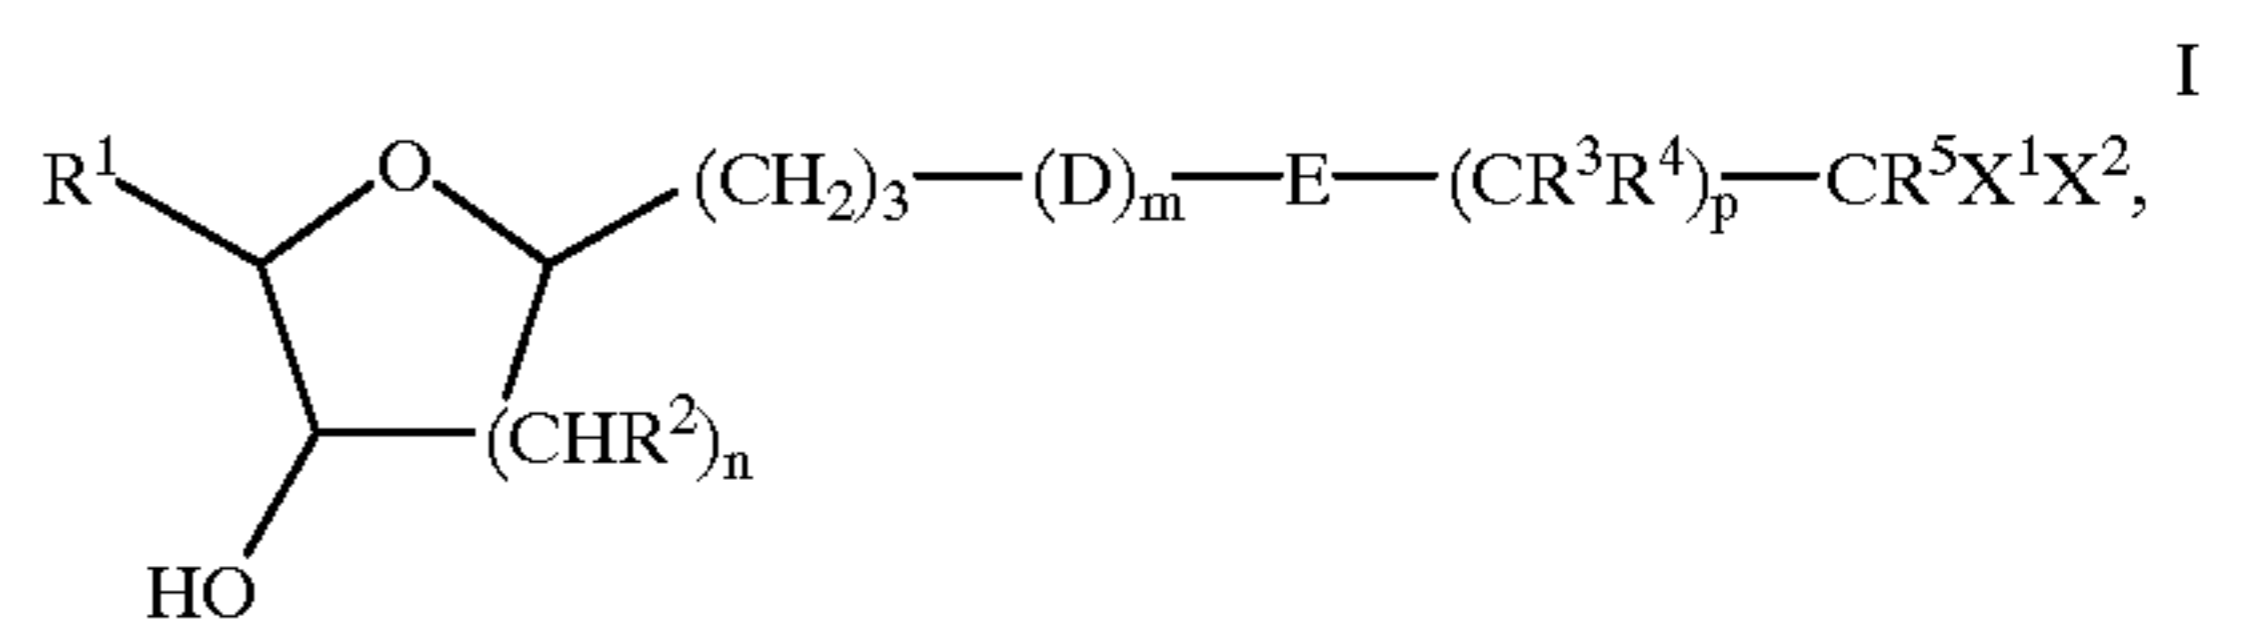 I
R¹ O (CH₂)₃—(D)ₘ—E—(CR³R⁴)ₚ—CR⁵X¹X²,
(CHR²)ₙ
HO